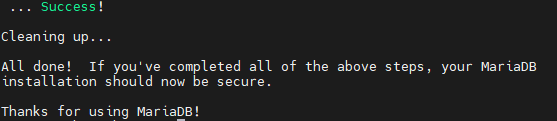 ... Success!
Cleaning up...
All done!  If you've completed all of the above steps, your MariaDB
installation should now be secure.
Thanks for using MariaDB!